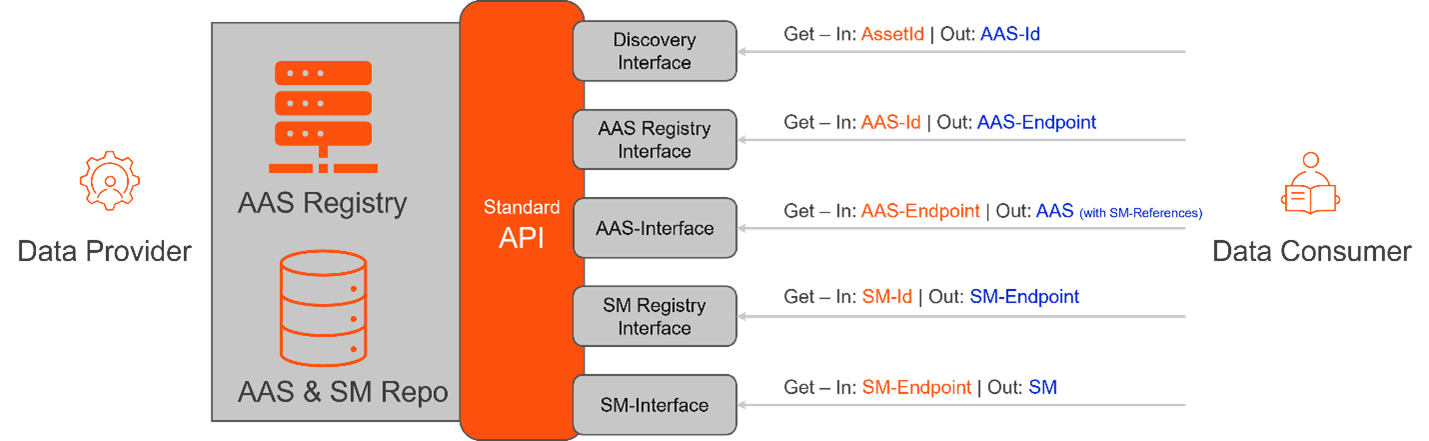 Data Provider
AAS Registry
AAS & SM Repo
Standard
API
Discovery
Interface
Get – In: AssetId | Out: AAS-Id
AAS Registry
Interface
Get – In: AAS-Id | Out: AAS-Endpoint
AAS-Interface
Get – In: AAS-Endpoint | Out: AAS (with SM-References)
SM Registry
Interface
Get – In: SM-Id | Out: SM-Endpoint
SM-Interface
Get – In: SM-Endpoint | Out: SM
Data Consumer